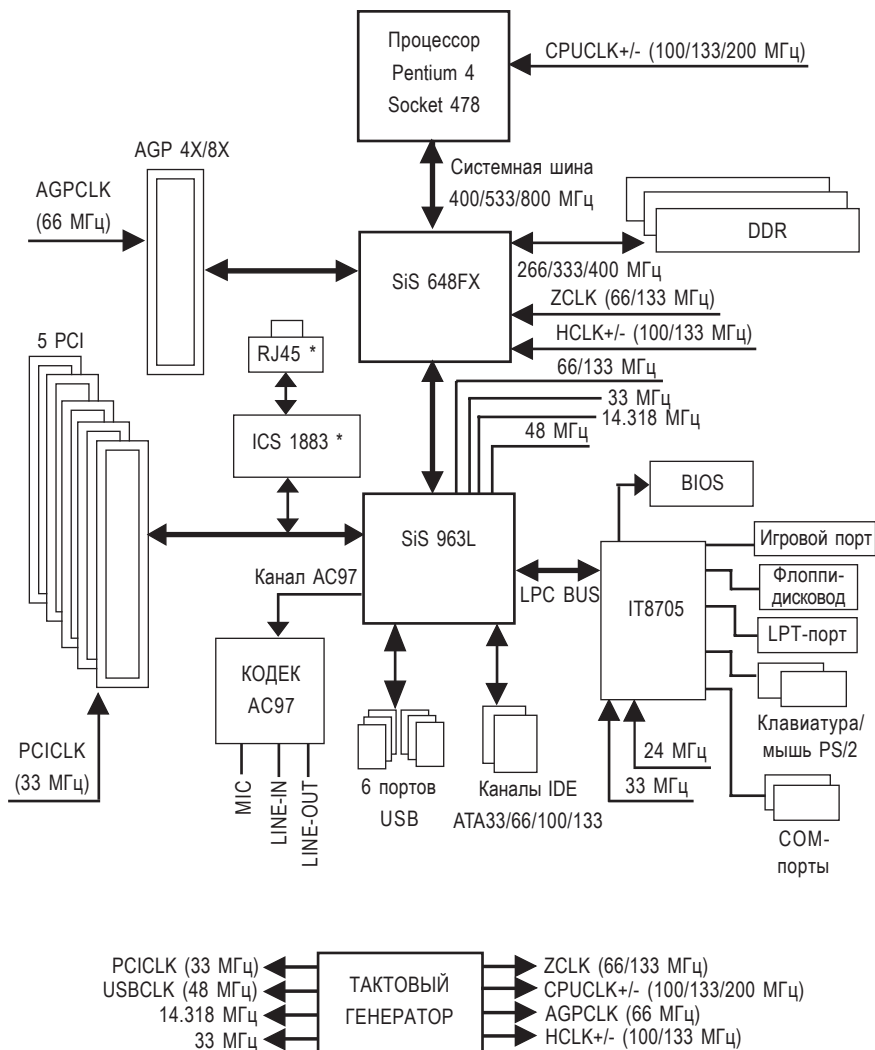 Процессор
Pentium 4
Socket 478
CPUCLK+/- (100/133/200 МГц)
AGP 4X/8X
Системная шина
400/533/800 МГц
AGPCLK
(66 МГц)
DDR
SiS 648FX
266/333/400 МГц
ZCLK (66/133 МГц)
HCLK+/- (100/133 МГц)
5 PCI
RJ45 *
66/133 МГц
33 МГц
14.318 МГц
48 МГц
ICS 1883 *
BIOS
SiS 963L
Игровой порт
Канал AC97
LPC BUS
IT8705
Флоппи-
дисковод
LPT-порт
КОДЕК
AC97
Клавиатура/
мышь PS/2
PCICLK
(33 МГц)
24 МГц
33 МГц
MIC
LINE-IN
LINE-OUT
6 портов
USB
Каналы IDE
ATA33/66/100/133
COM-
порты
PCICLK (33 МГц)
USBCLK (48 МГц)
14.318 МГц
33 МГц
ТАКТОВЫЙ
ГЕНЕРАТОР
ZCLK (66/133 МГц)
CPUCLK+/- (100/133/200 МГц)
AGPCLK (66 МГц)
HCLK+/- (100/133 МГц)